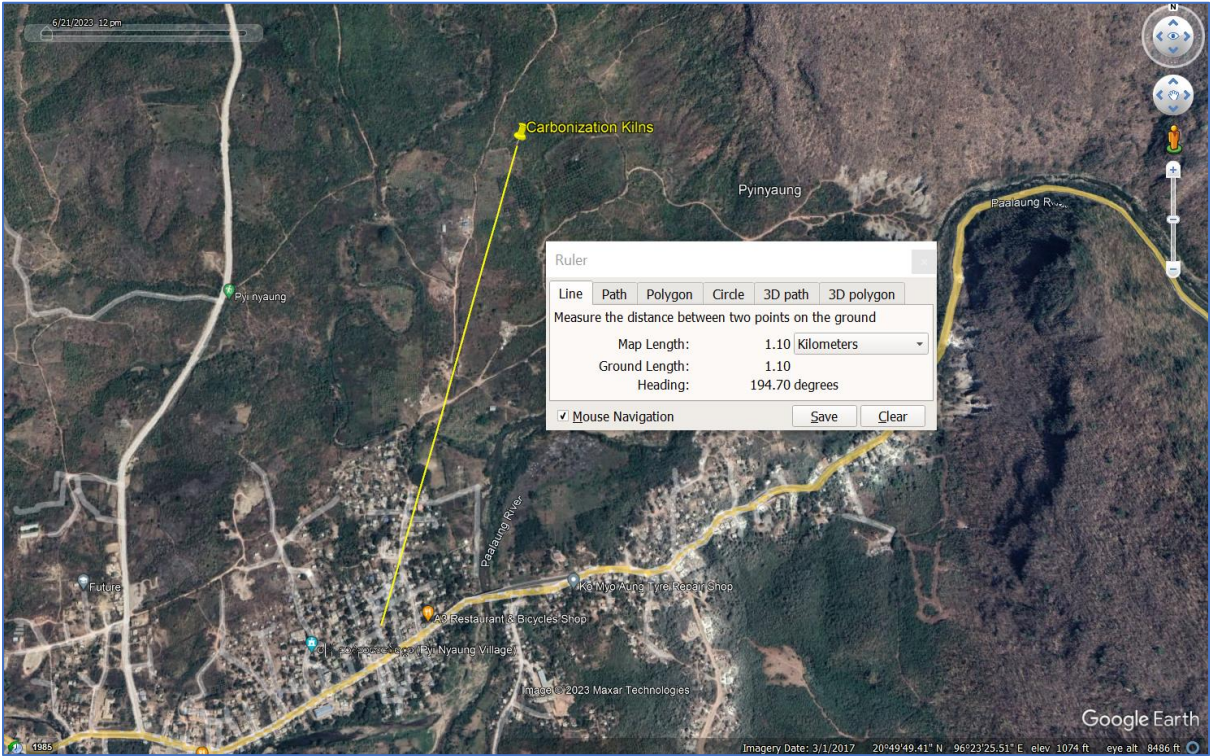 6/21/2023 12 pm
N
Carbonization Kilns
Pyinyaung
Paalaung
Ruler
Line Path Polygon Circle 3D path 3D polygon
Measure the distance between two points on the ground
Map Length: 1.10 Kilometers
Ground Length: 1.10
Heading: 194.70 degrees
Mouse Navigation Save Clear
Pyi nyaung
Paalaung River
Future
Ko Myo Aung Tyre Repair Shop
A3 Restaurant & Bicycles Shop
(Pyi Nyaung Village)
Image © 2023 Maxar Technologies
Google Earth
1985
Imagery Date: 3/1/2017 20°49'49.41" N 96°23'25.51" E elev 1074 ft eye alt 8486 ft